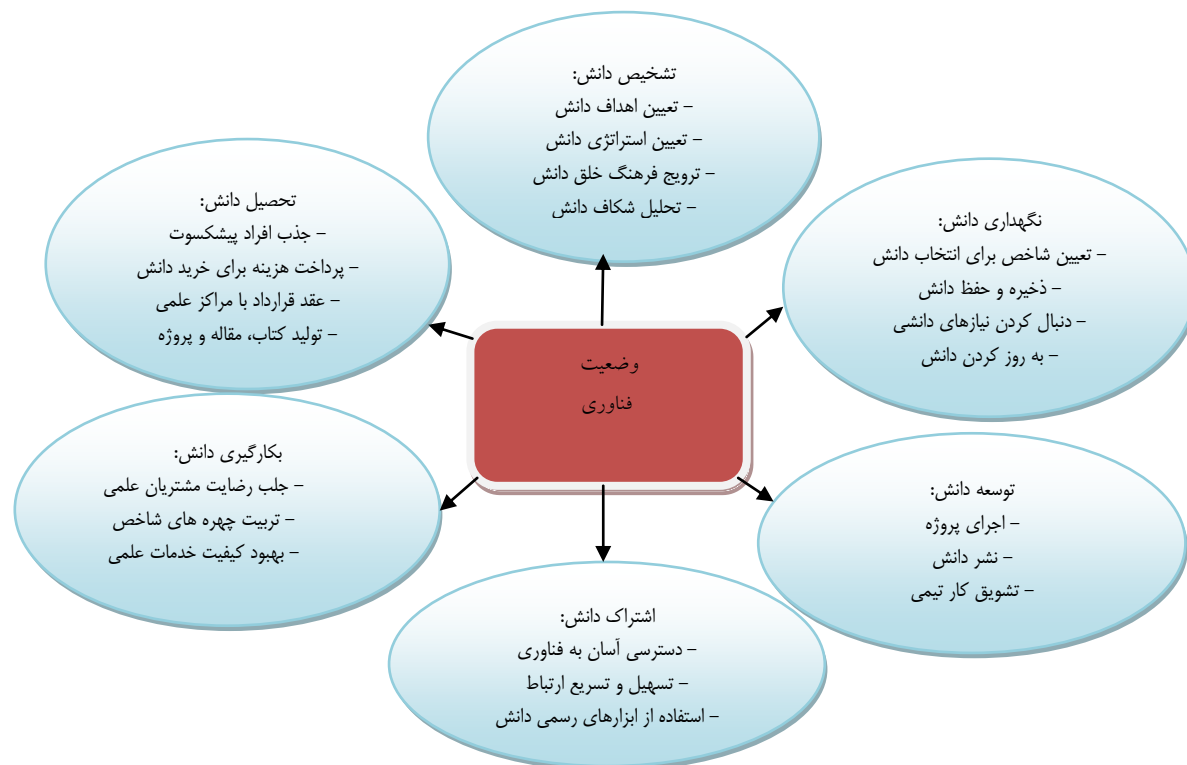 تشخیص دانش:
– تعیین اهداف دانش
– تعیین استراتژی دانش
– ترویج فرهنگ خلق دانش
– تحلیل شکاف دانش
نگهداری دانش:
– تعیین شاخص برای انتخاب دانش
– ذخیره و حفظ دانش
– دنبال کردن نیازهای دانشی
– به روز کردن دانش
تحصیل دانش:
– جذب افراد پیشکسوت
– پرداخت هزینه برای خرید دانش
– عقد قرارداد با مراکز علمی
– تولید کتاب، مقاله و پروژه
وضعیت
فناوری
توسعه دانش:
– اجرای پروژه
– نشر دانش
– تشویق کار تیمی
بکارگیری دانش:
– جلب رضایت مشتریان علمی
– تربیت چهره های شاخص
– بهبود کیفیت خدمات علمی
اشتراک دانش:
– دسترسی آسان به فناوری
– تسهیل و تسریع ارتباط
– استفاده از ابزارهای رسمی دانش